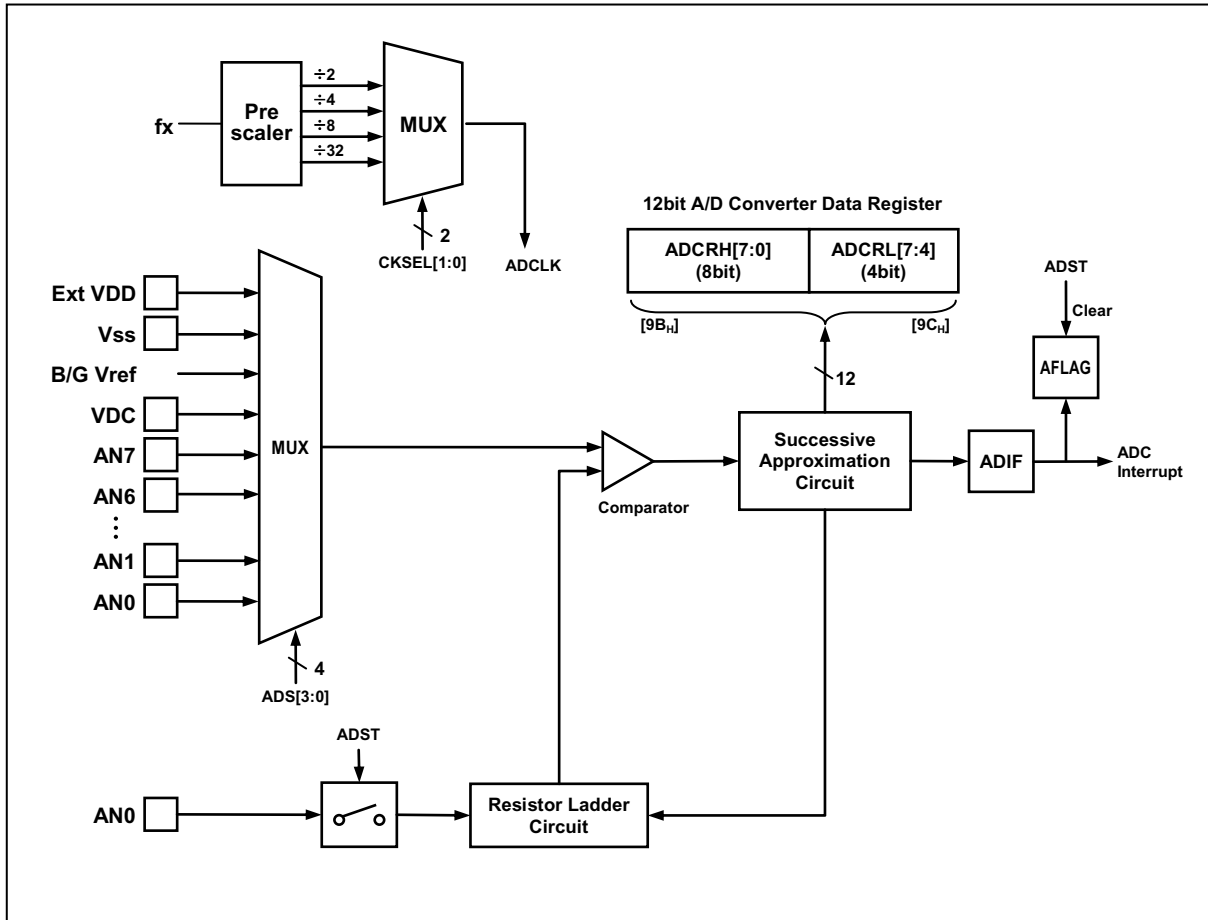 fx
Pre
scaler
÷2
÷4
÷8
÷32
MUX
2
CKSEL[1:0]
ADCLK
12bit A/D Converter Data Register
ADCRH[7:0]
(8bit)
ADCRL[7:4]
(4bit)
[9BH]
[9CH]
12
ADST
Clear
AFLAG
Ext VDD
Vss
B/G Vref
VDC
AN7
AN6
AN1
AN0
MUX
4
ADS[3:0]
Comparator
Successive
Approximation
Circuit
ADIF
ADC
Interrupt
ADST
AN0
Resistor Ladder
Circuit